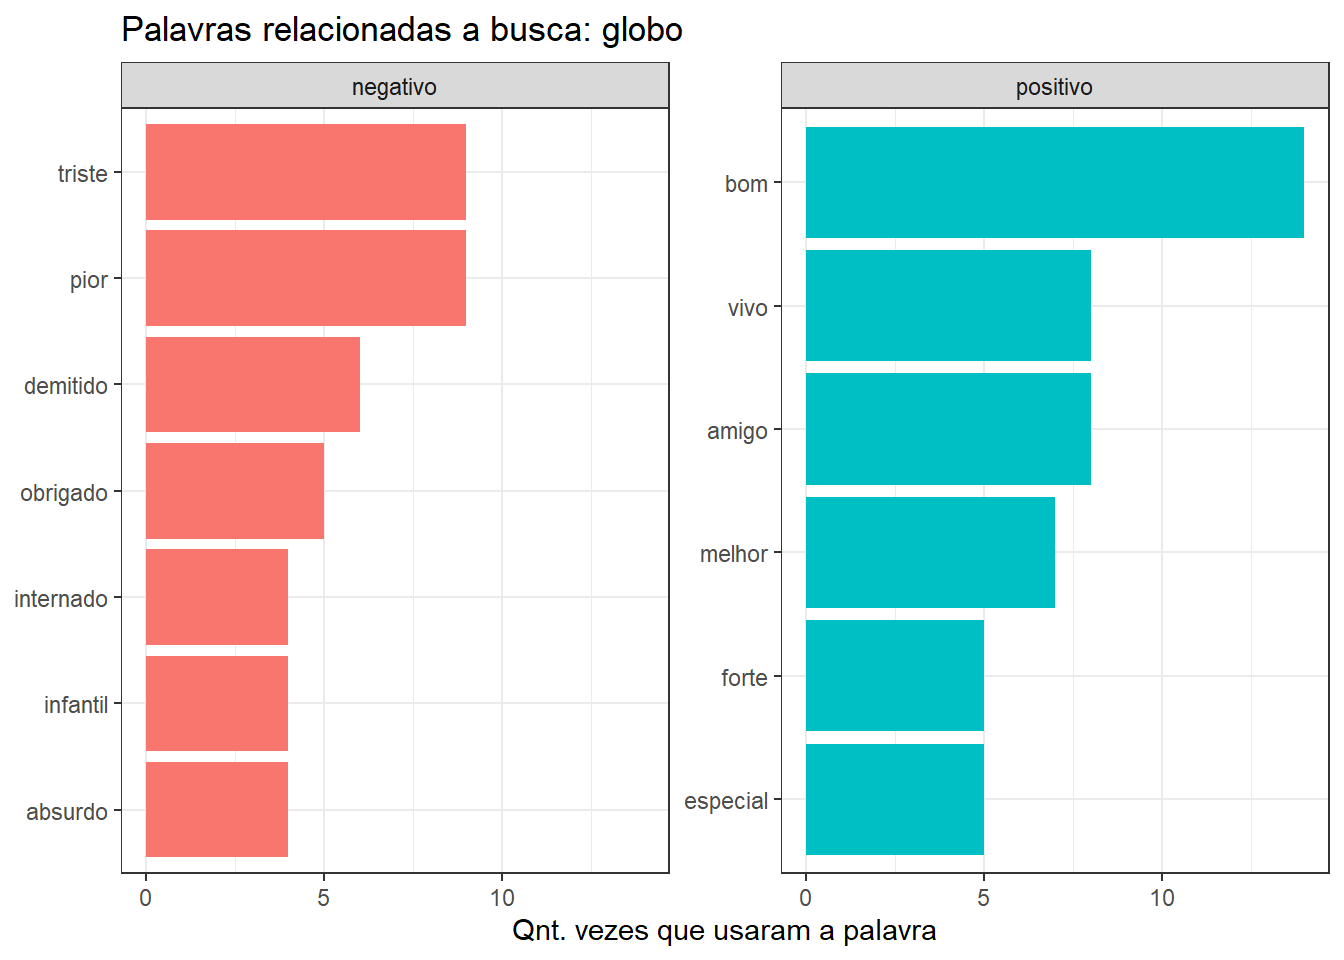 Palavras relacionadas a busca: globo
negativo
triste
pior
demitido
obrigado
internado
infantil
absurdo
0 5 10
positivo
bom
vivo
amigo
melhor
forte
especial
0 5 10
Qnt. vezes que usaram a palavra